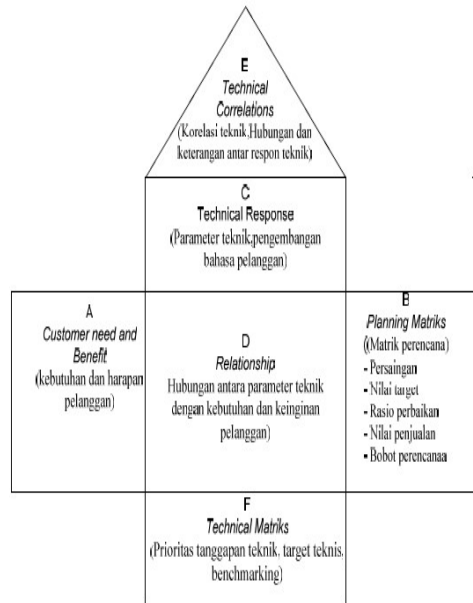 E
Technical
Correlations
(Korelasi teknik.Hubungan dan
keterangan antar respon teknik)
C
Technical Response
(Parameter teknik,pengembangan
bahasa pelanggan)
A
Customer need and
Benefit
(kebutuhan dan harapan
pelanggan)
D
Relationship
Hubungan antara parameter teknik
dengan kebutuhan dan keinginan
pelanggan)
B
Planning Matriks
((Matrik perencana)
- Persaingan
- Nilai target
- Rasio perbaikan
- Nilai penjualan
- Bobot perencanaa
F
Technical Matriks
(Prioritas tanggapan teknik, target teknis,
benchmarking)